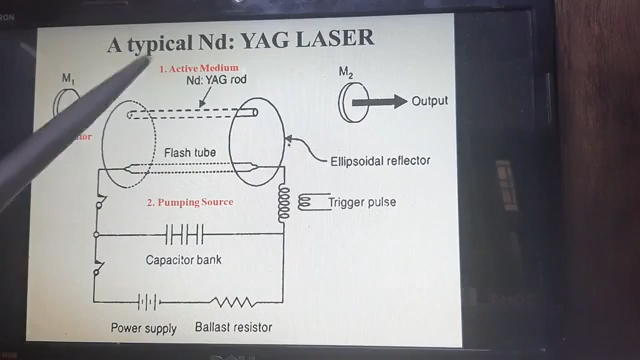 A typical Nd: YAG LASER
1. Active Medium
M1
Nd: YAG rod
M2
Output
Flash tube
Ellipsoidal reflector
2. Pumping Source
Trigger pulse
Capacitor bank
Power supply
Ballast resistor